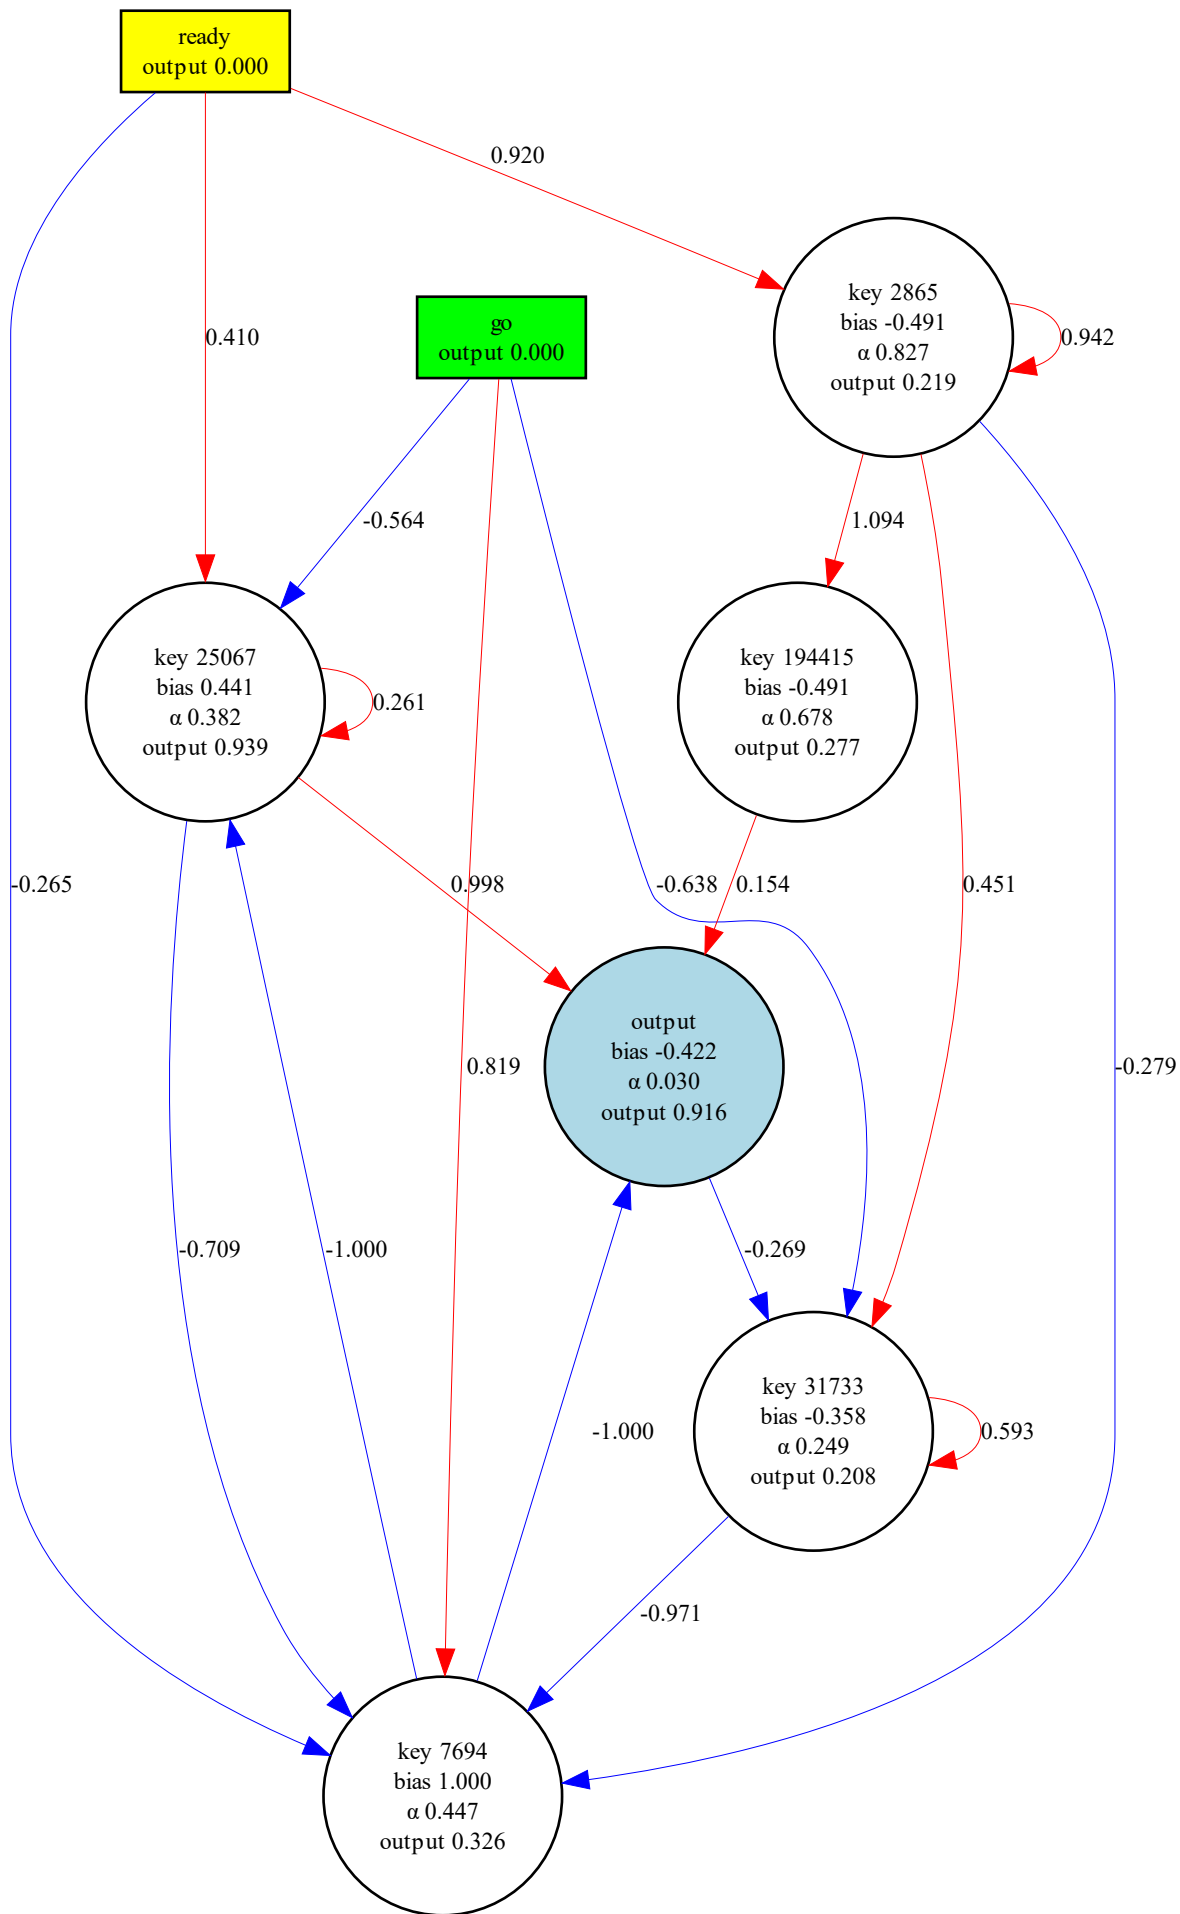 ready
output 0.000
0.920
key 2865
bias -0.491
α 0.827
output 0.219
0.942
go
output 0.000
0.410
-0.564
1.094
key 25067
bias 0.441
α 0.382
output 0.939
0.261
key 194415
bias -0.491
α 0.678
output 0.277
-0.265
0.998
-0.638
0.154
0.451
output
bias -0.422
α 0.030
output 0.916
0.819
-0.279
-0.709
-1.000
-0.269
-1.000
key 31733
bias -0.358
α 0.249
output 0.208
0.593
-0.971
key 7694
bias 1.000
α 0.447
output 0.326